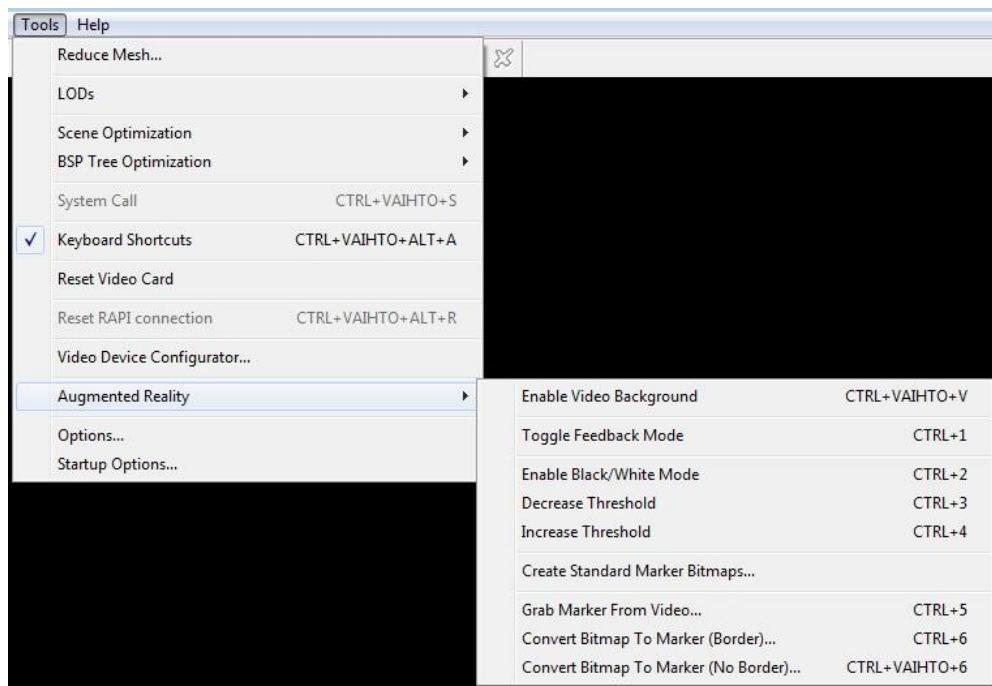 Tools Help
Reduce Mesh...
LODs
Scene Optimization
BSP Tree Optimization
System Call CTRL+VAIHTO+S
Keyboard Shortcuts CTRL+VAIHTO+ALT+A
Reset Video Card
Reset RAPI connection CTRL+VAIHTO+ALT+R
Video Device Configurator...
Augmented Reality
Options...
Startup Options...
Enable Video Background CTRL+VAIHTO+V
Toggle Feedback Mode CTRL+1
Enable Black/White Mode CTRL+2
Decrease Threshold CTRL+3
Increase Threshold CTRL+4
Create Standard Marker Bitmaps...
Grab Marker From Video... CTRL+5
Convert Bitmap To Marker (Border)... CTRL+6
Convert Bitmap To Marker (No Border)... CTRL+VAIHTO+6